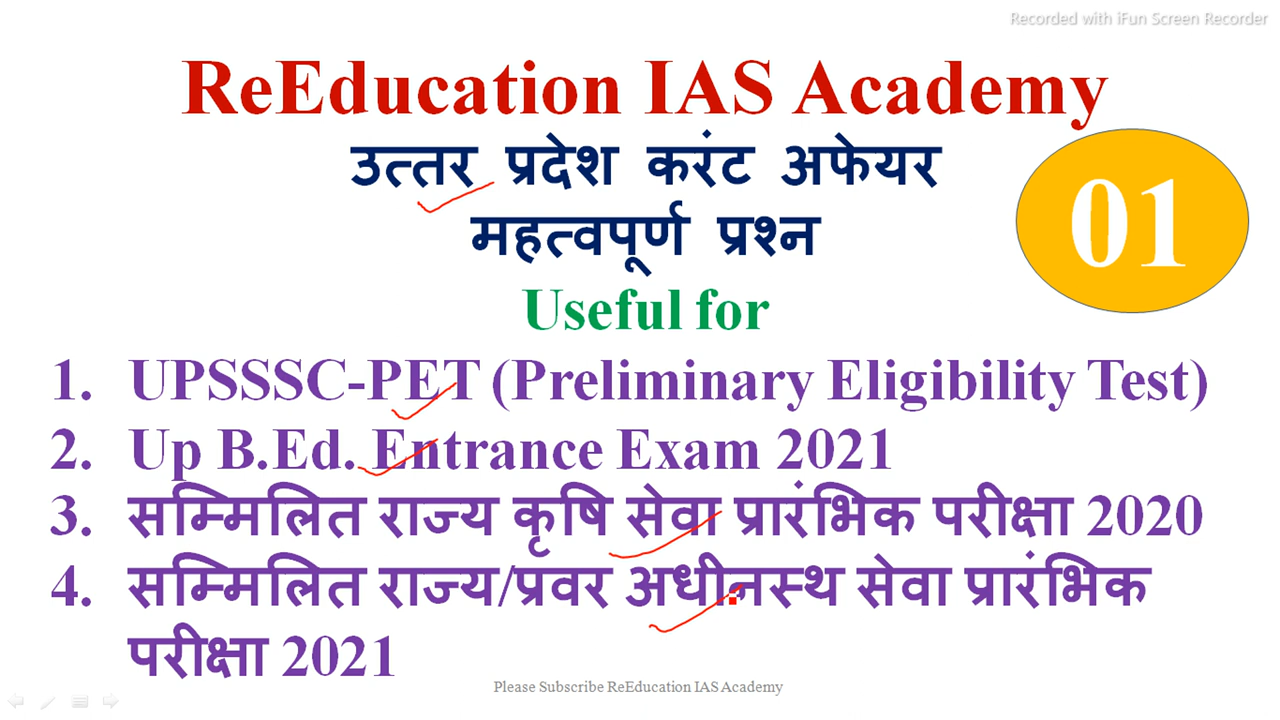 Recorded with iFun Screen Recorder
ReEducation IAS Academy
उत्तर प्रदेश करंट अफेयर
01
महत्वपूर्ण प्रश्न
Useful for
1. UPSSSC-PET (Preliminary Eligibility Test)
2. Up B.Ed. Entrance Exam 2021
3. सम्मिलित राज्य कृषि सेवा प्रारंभिक परीक्षा 2020
4. सम्मिलित राज्य/प्रवर अधीनस्थ सेवा प्रारंभिक
परीक्षा 2021
Please Subscribe ReEducation IAS Academy